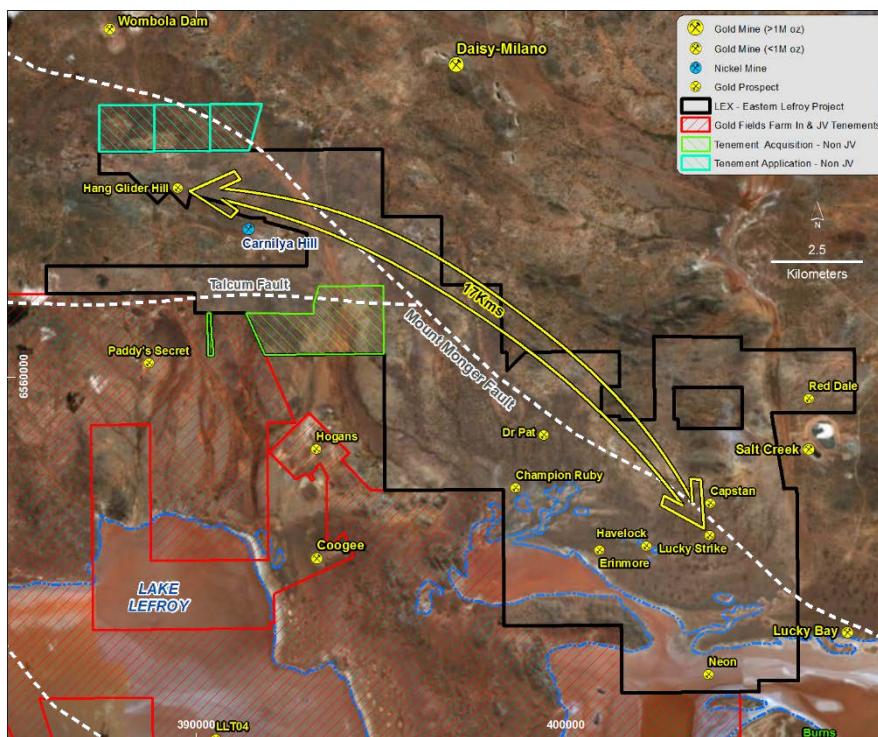 Wombola Dam
Daisy-Milano
Gold Mine (>1M oz)
Gold Mine (<1M oz)
Nickel Mine
Gold Prospect
LEX - Eastern Lefroy Project
Gold Fields Farm In & JV Tenements
Tenement Acquisition - Non JV
Tenement Application - Non JV
Hang Glider Hill
Carnilya Hill
N
2.5
Kilometers
Talcum Fault
17Kms
Mount Monger Fault
Paddy's Secret
6560000
Red Dale
Dr Pat
Hogans
Salt Creek
Champion Ruby
Capstan
Havelock
Lucky Strike
Erinmore
Coogee
LAKE
LEFROY
Lucky Bay
Neon
390000
400000
LLT04
Burns